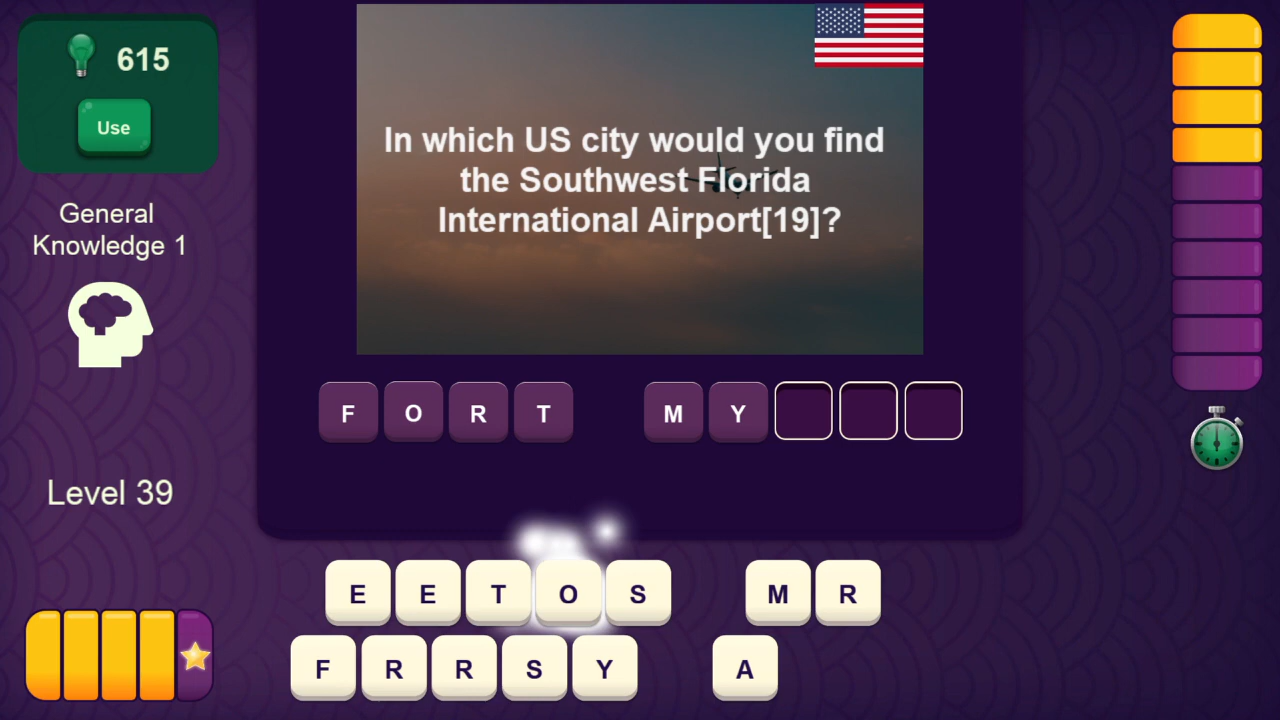 615
Use
General
Knowledge 1
Level 39
In which US city would you find
the Southwest Florida
International Airport[19]?
F O R T M Y
E E T O S M R
F R R S Y A